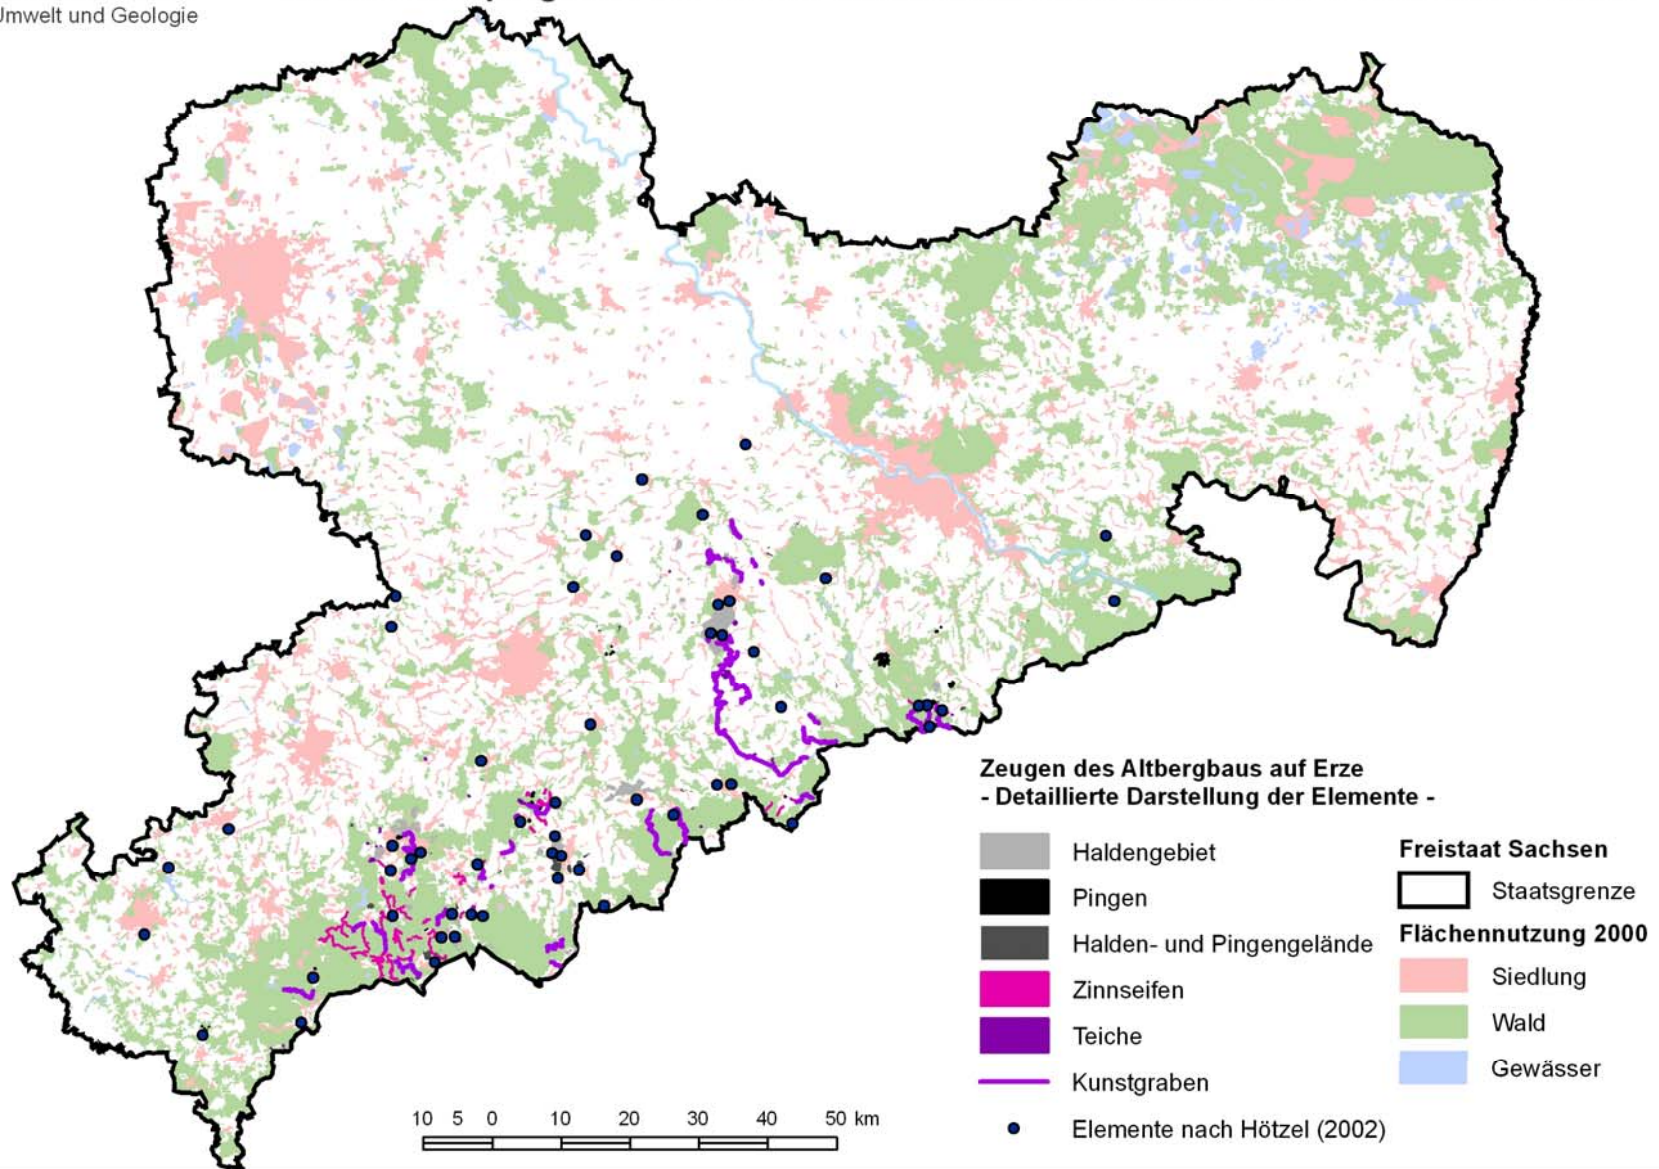 Umwelt und Geologie
Zeugen des Altbergbaus auf Erze
- Detaillierte Darstellung der Elemente -
Haldengebiet
Pingen
Halden- und Pingengelände
Zinnseifen
Teiche
Kunstgraben
Elemente nach Hötzel (2002)
Freistaat Sachsen
Staatsgrenze
Flächennutzung 2000
Siedlung
Wald
Gewässer
10 5 0 10 20 30 40 50 km